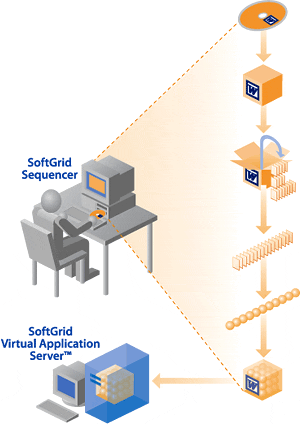 W
W
W
SoftGrid
Sequencer
SoftGrid
Virtual Application
Server™
W